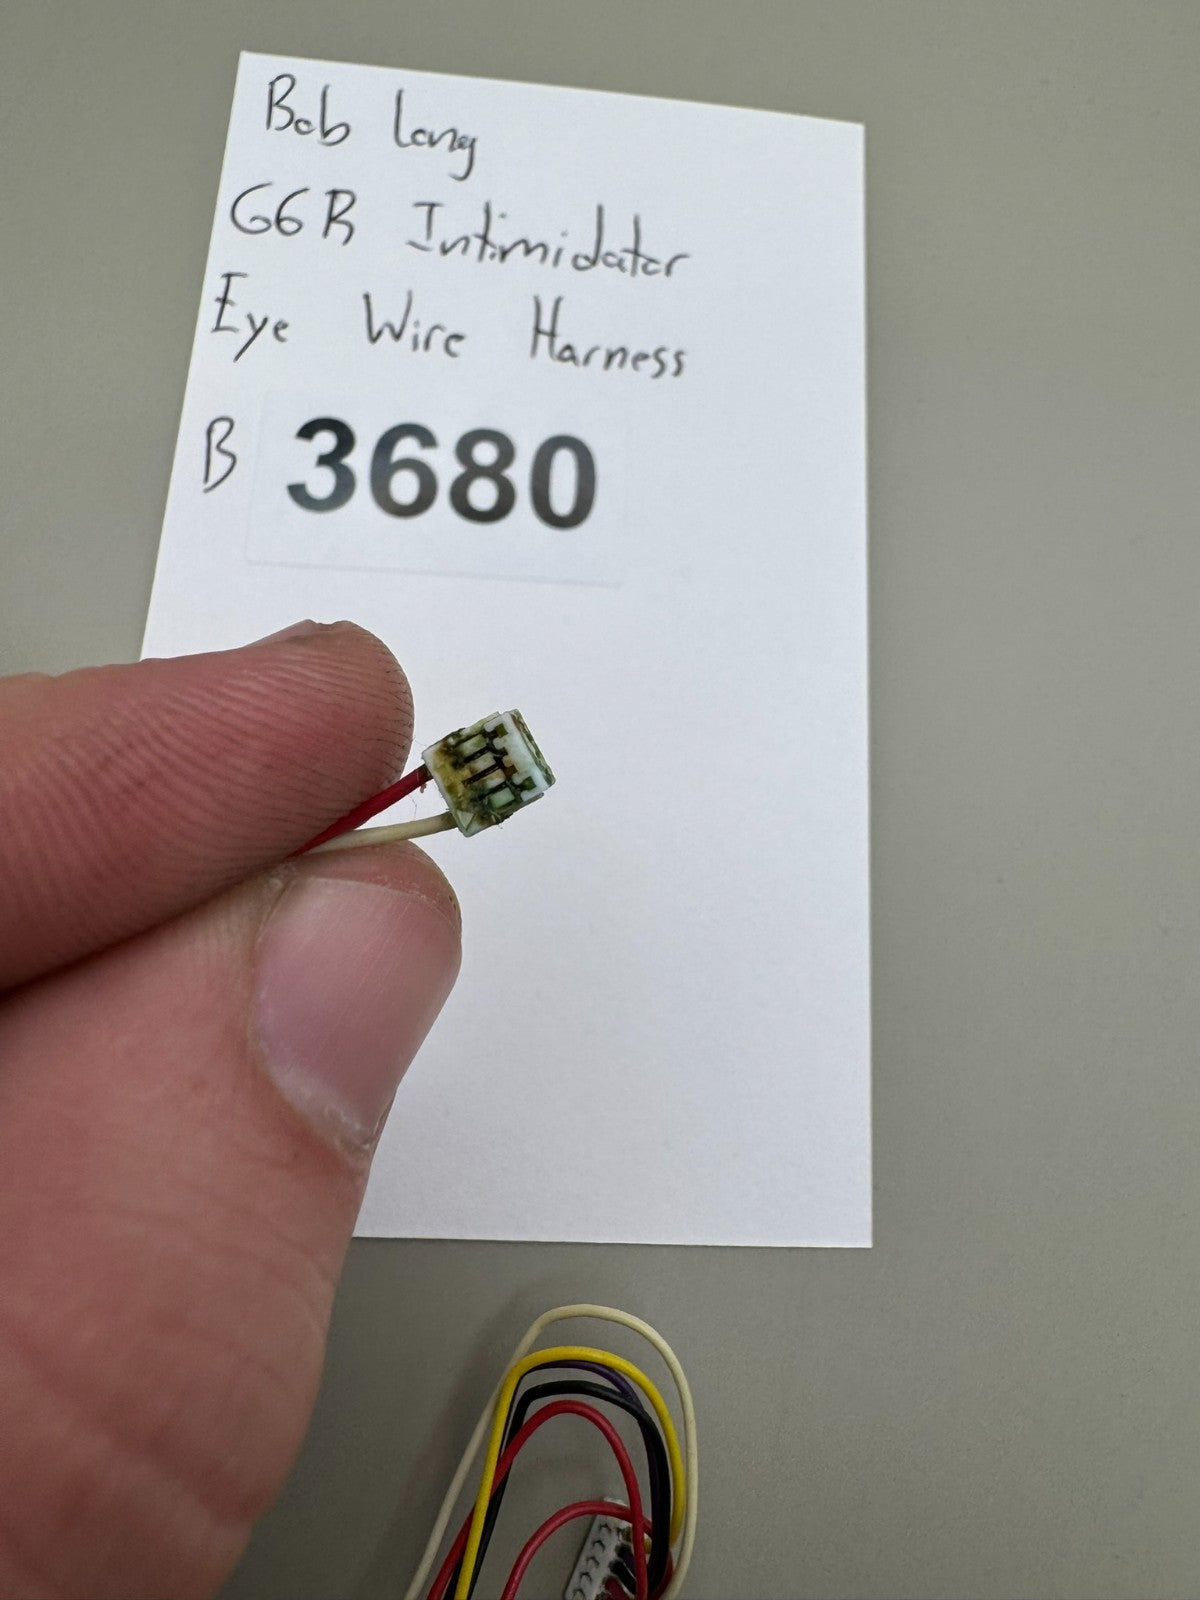 Bob Long
G6R Intimidator
Eye Wire Harness
B 3680